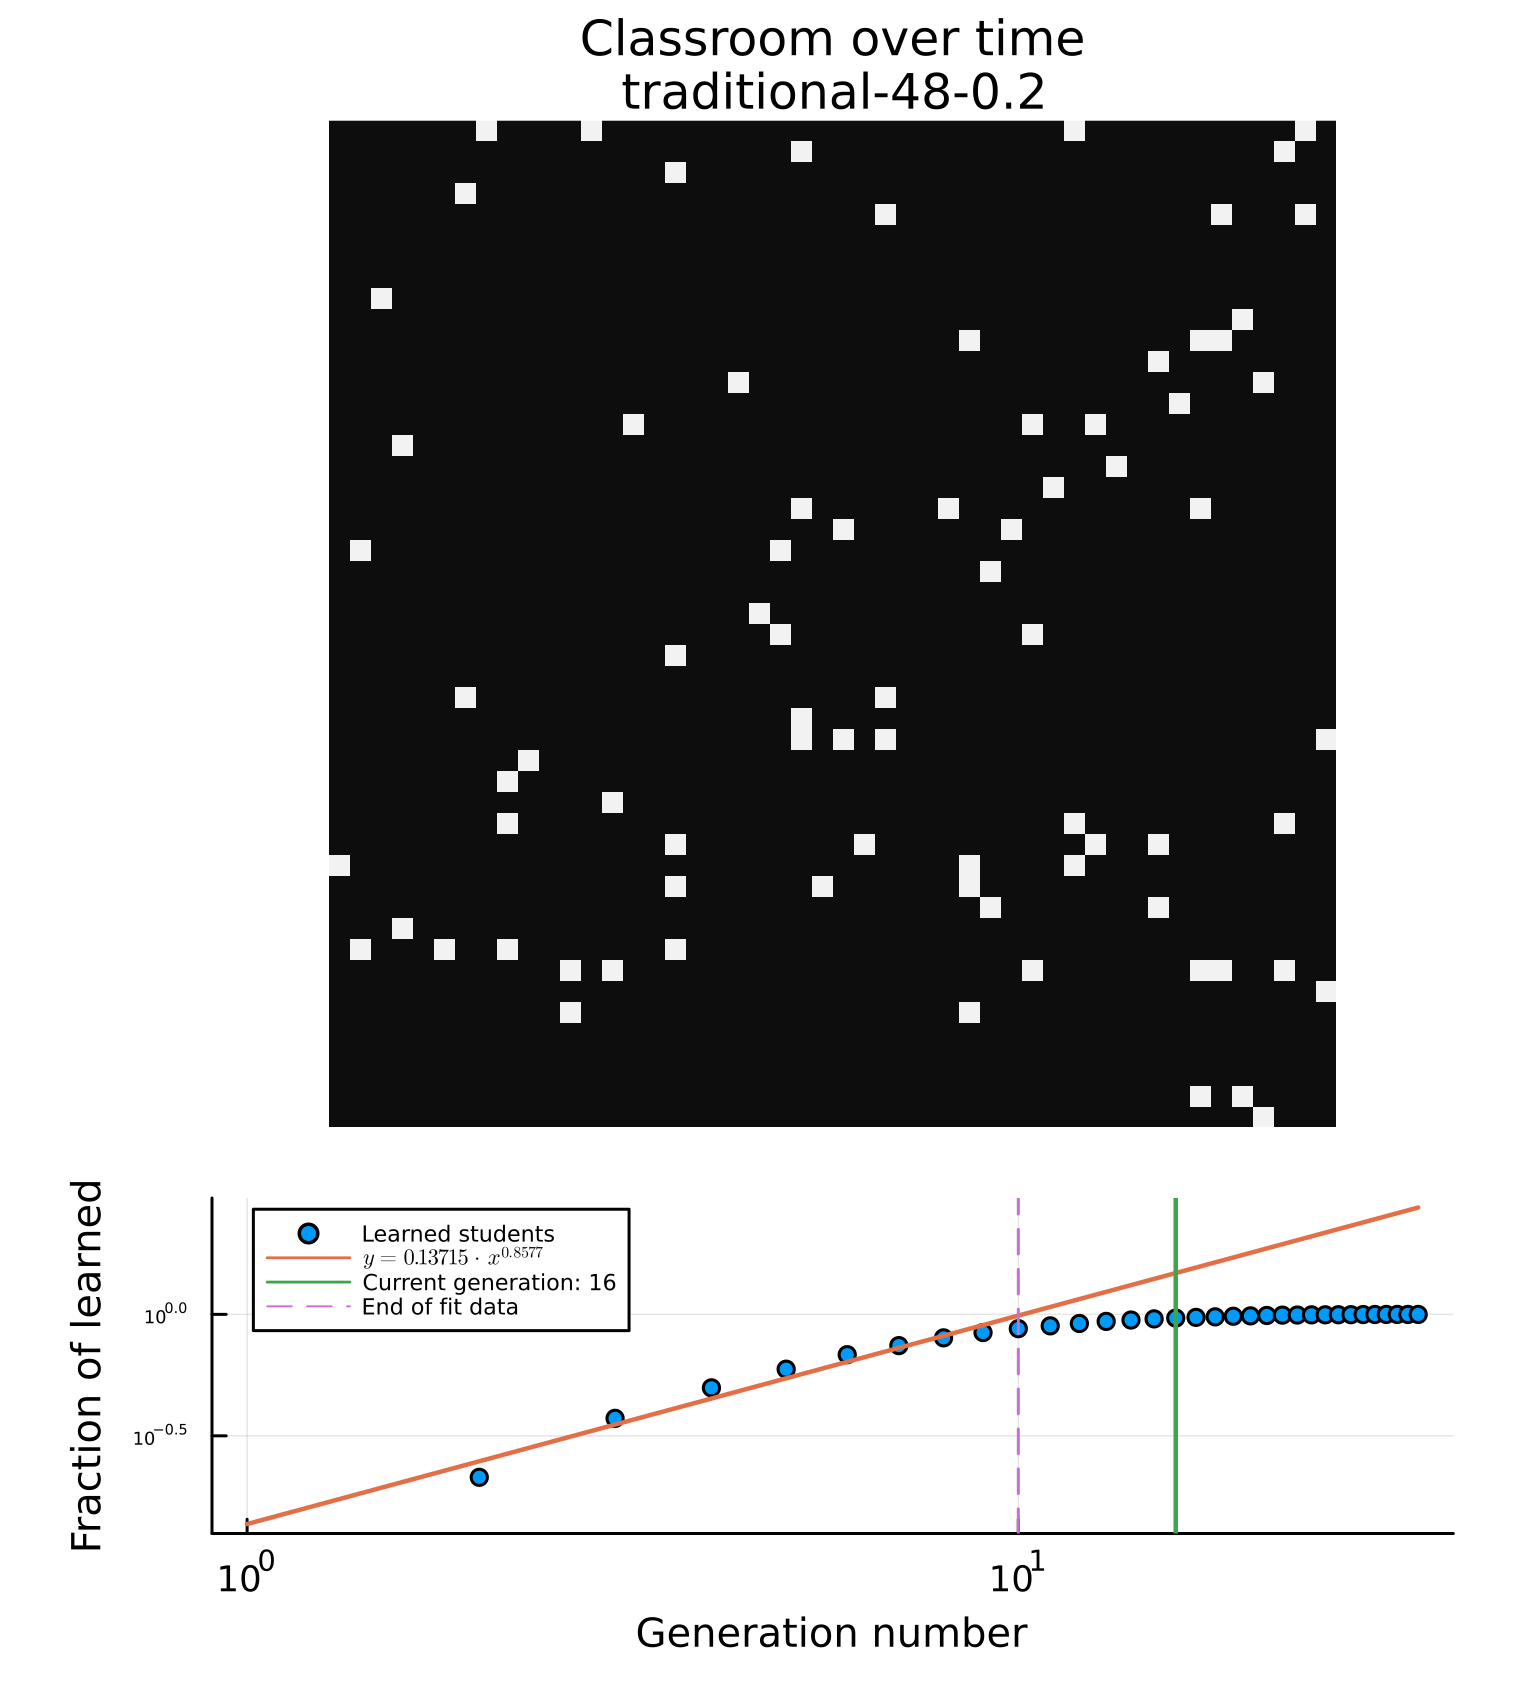 Classroom over time
traditional-48-0.2
Learned students
y = 0.13715 · x^0.8577
Current generation: 16
End of fit data
Fraction of learned
10^0.0
10^−0.5
10^0
10^1
Generation number